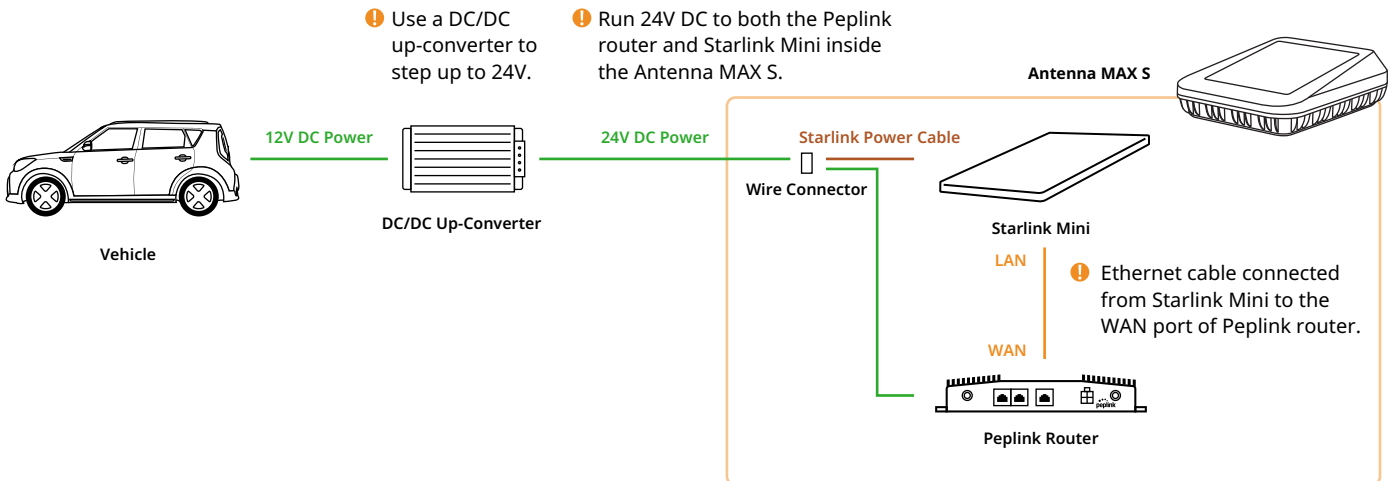 Use a DC/DC
up-converter to
step up to 24V.
Run 24V DC to both the Peplink
router and Starlink Mini inside
the Antenna MAX S.
Antenna MAX S
12V DC Power
24V DC Power
Starlink Power Cable
Wire Connector
DC/DC Up-Converter
Vehicle
Starlink Mini
LAN
Ethernet cable connected
from Starlink Mini to the
WAN port of Peplink router.
WAN
peplink
Peplink Router